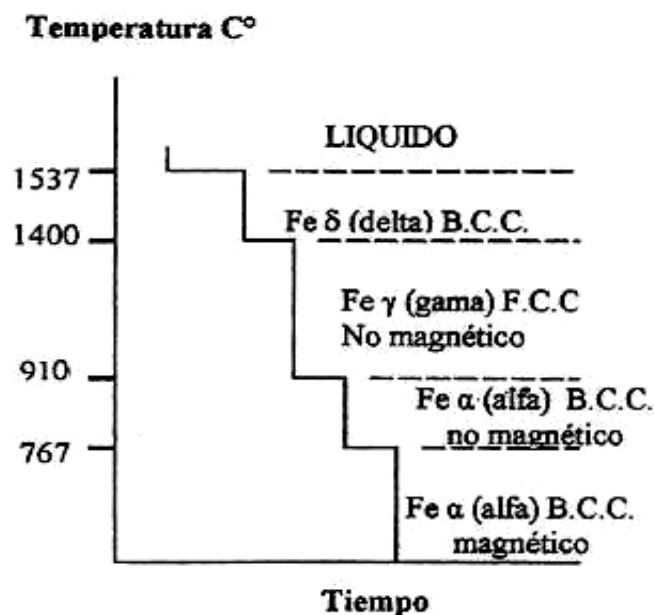 Temperatura C°
LIQUIDO
1537
Fe δ (delta) B.C.C.
1400
Fe γ (gama) F.C.C
No magnético
910
Fe α (alfa) B.C.C.
no magnético
767
Fe α (alfa) B.C.C.
magnético
Tiempo